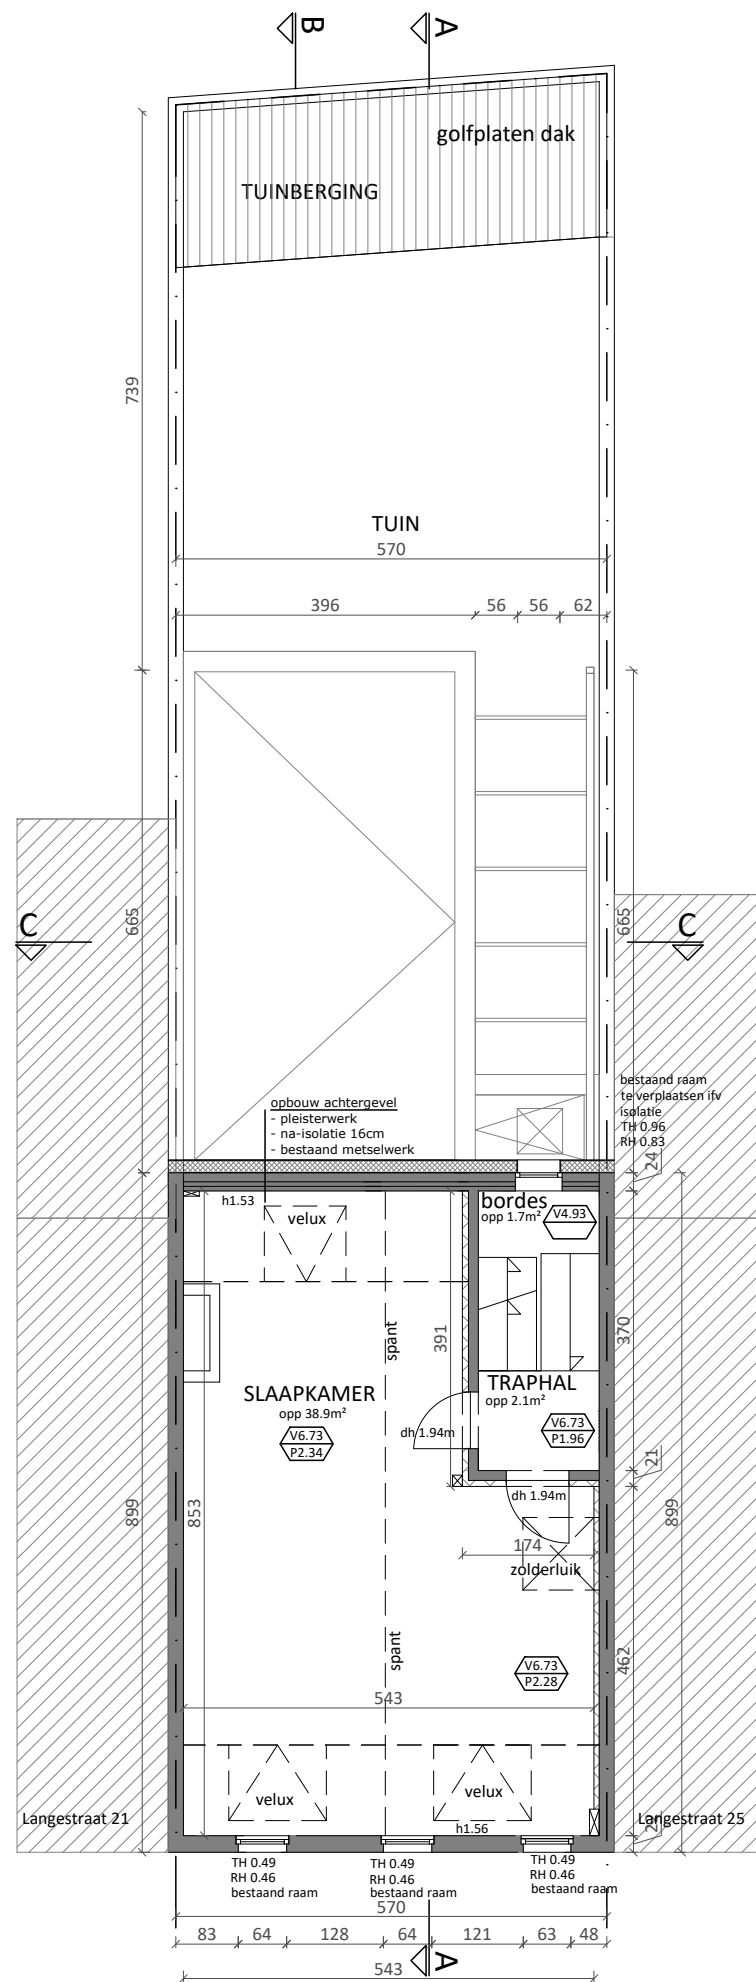 B
A
golfplaten dak
TUINBERGING
739
TUIN
570
396
56
56
62
665
665
C
C
opbouw achtergevel
- pleisterwerk
- na-isolatie 16cm
- bestaand metselwerk
bestaand raam
te verplaatsen ifv
isolatie
TH 0.96
RH 0.83
24
h1.53
velux
bordes
opp 1.7m²
V4.93
spant
391
370
SLAAPKAMER
opp 38.9m²
V6.73
P2.34
TRAPHAL
opp 2.1m²
V6.73
P1.96
dh 1.94m
21
dh 1.94m
899
853
899
174
zolderluik
spant
462
V6.73
P2.28
543
velux
velux
h1.56
Langestraat 21
Langestraat 25
TH 0.49
RH 0.46
bestaand raam
TH 0.49
RH 0.46
bestaand raam
TH 0.49
RH 0.46
bestaand raam
570
83
64
128
64
121
63
48
A
543